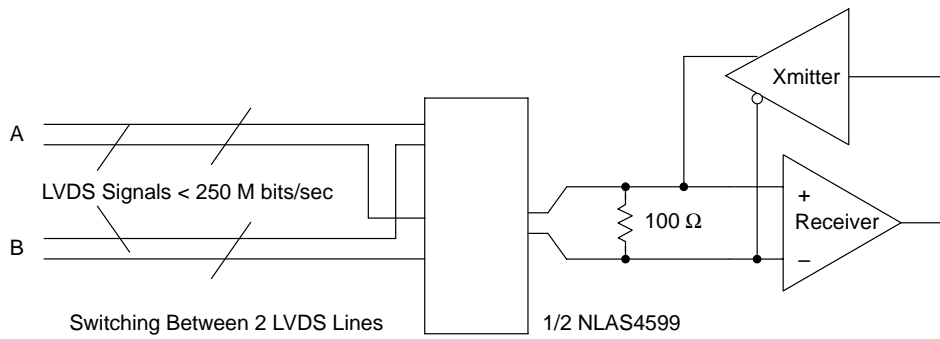 Xmitter
A
LVDS Signals < 250 M bits/sec
+
100 Ω
Receiver
B
−
Switching Between 2 LVDS Lines
1/2 NLAS4599